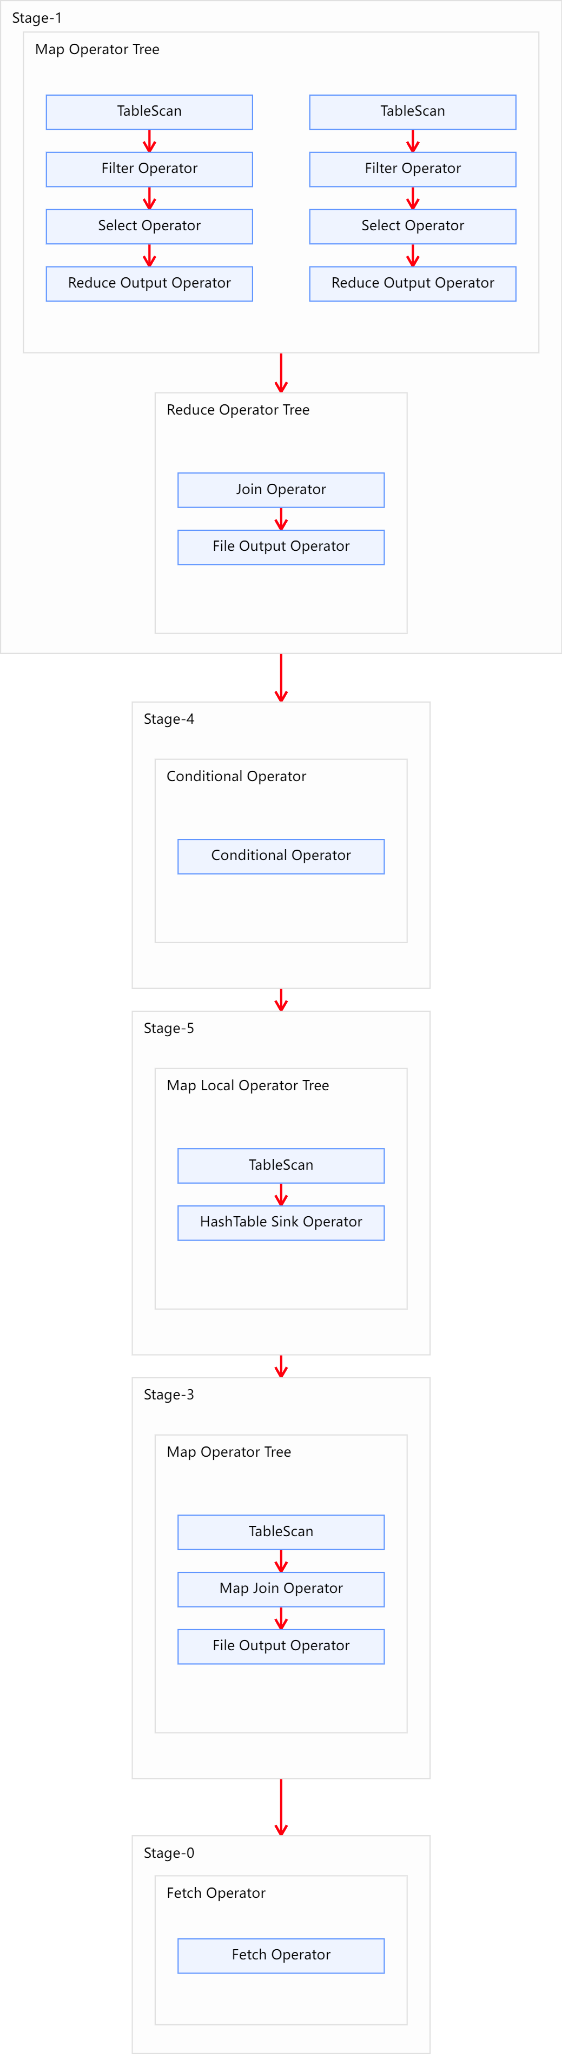 Stage-1
Map Operator Tree
TableScan
Filter Operator
Select Operator
Reduce Output Operator
TableScan
Filter Operator
Select Operator
Reduce Output Operator
Reduce Operator Tree
Join Operator
File Output Operator
Stage-4
Conditional Operator
Conditional Operator
Stage-5
Map Local Operator Tree
TableScan
HashTable Sink Operator
Stage-3
Map Operator Tree
TableScan
Map Join Operator
File Output Operator
Stage-0
Fetch Operator
Fetch Operator